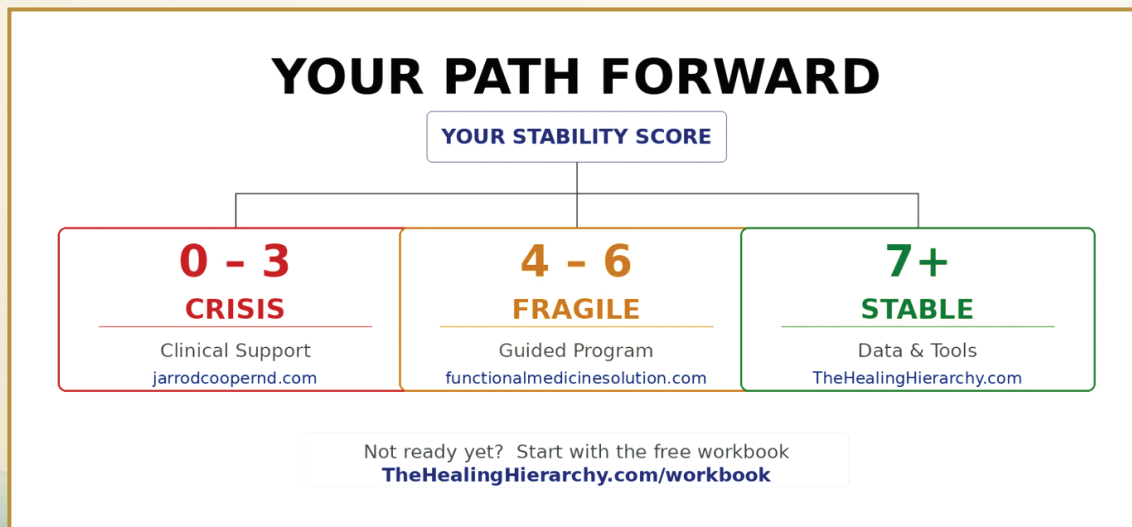 YOUR PATH FORWARD
YOUR STABILITY SCORE
0 – 3
CRISIS
Clinical Support
jarrodcoopernd.com
4 – 6
FRAGILE
Guided Program
functionalmedicinesolution.com
7+
STABLE
Data & Tools
TheHealingHierarchy.com
Not ready yet?  Start with the free workbook
TheHealingHierarchy.com/workbook